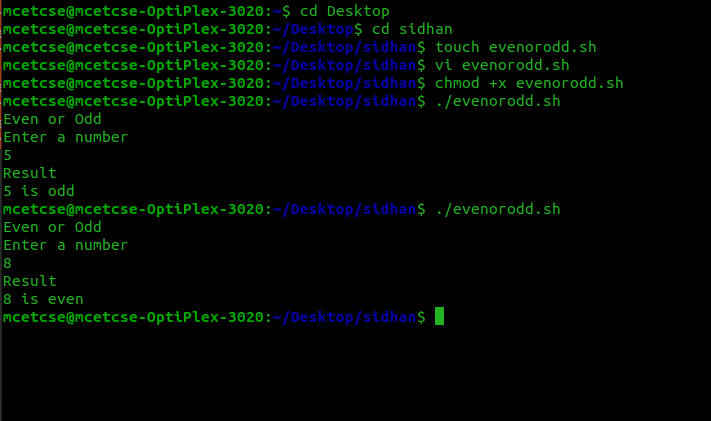 mcetcse@mcetcse-OptiPlex-3020:~$ cd Desktop
mcetcse@mcetcse-OptiPlex-3020:~/Desktop$ cd sidhan
mcetcse@mcetcse-OptiPlex-3020:~/Desktop/sidhan$ touch evenorodd.sh
mcetcse@mcetcse-OptiPlex-3020:~/Desktop/sidhan$ vi evenorodd.sh
mcetcse@mcetcse-OptiPlex-3020:~/Desktop/sidhan$ chmod +x evenorodd.sh
mcetcse@mcetcse-OptiPlex-3020:~/Desktop/sidhan$ ./evenorodd.sh
Even or Odd
Enter a number
5
Result
5 is odd
mcetcse@mcetcse-OptiPlex-3020:~/Desktop/sidhan$ ./evenorodd.sh
Even or Odd
Enter a number
8
Result
8 is even
mcetcse@mcetcse-OptiPlex-3020:~/Desktop/sidhan$